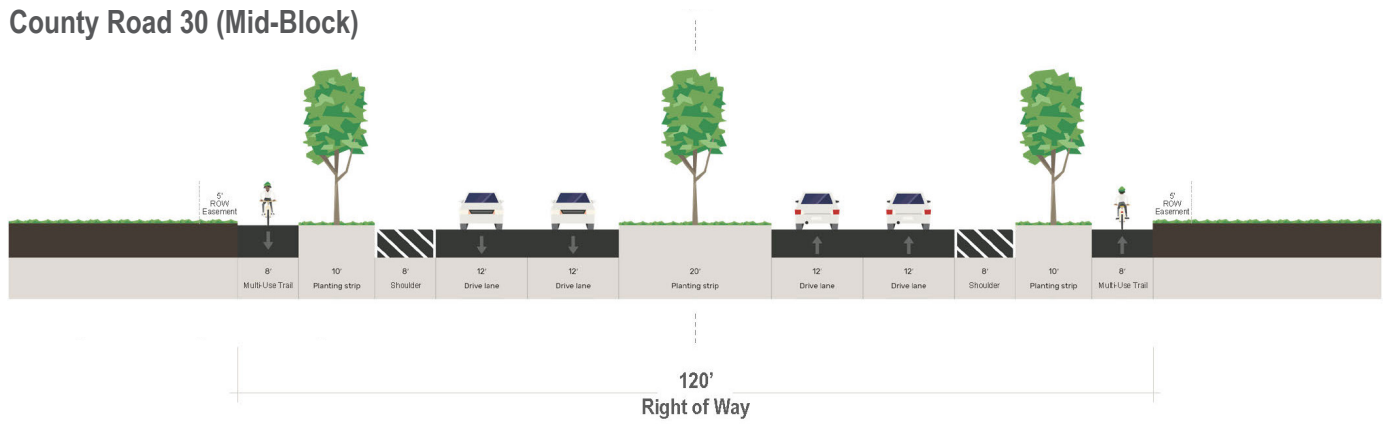 County Road 30 (Mid-Block)
5'
ROW
Easement
5'
ROW
Easement
8'
Multi-Use Trail
10'
Planting strip
8'
Shoulder
12'
Drive lane
12'
Drive lane
20'
Planting strip
12'
Drive lane
12'
Drive lane
8'
Shoulder
10'
Planting strip
8'
Multi-Use Trail
120'
Right of Way